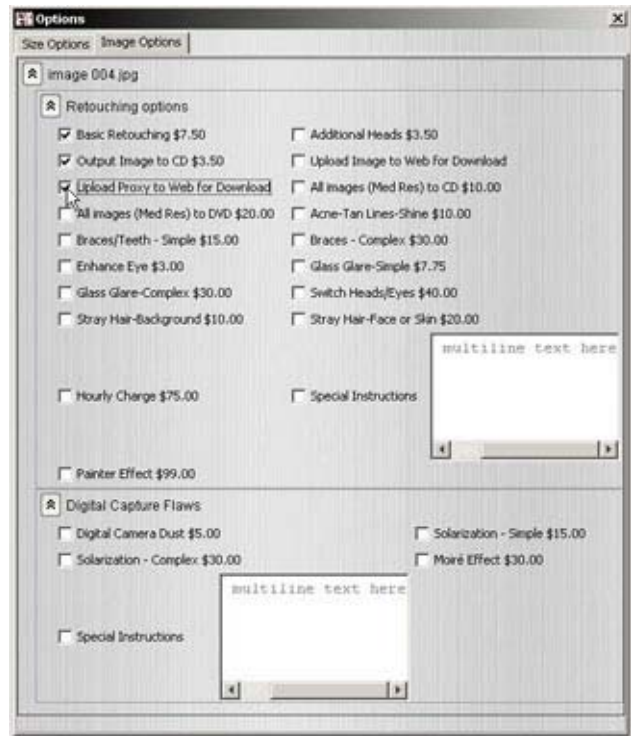 Options
Size Options Image Options
image 004.jpg
Retouching options
Basic Retouching $7.50 Additional Heads $3.50
Output Image to CD $3.50 Upload Image to Web for Download
Upload Proxy to Web for Download All images (Med Res) to CD $10.00
All images (Med Res) to DVD $20.00 Acne-Tan Lines-Shine $10.00
Braces/Teeth - Simple $15.00 Braces - Complex $30.00
Enhance Eye $3.00 Glass Glare-Simple $7.75
Glass Glare-Complex $30.00 Switch Heads/Eyes $40.00
Stray Hair-Background $10.00 Stray Hair-Face or Skin $20.00
multiline text here
Hourly Charge $75.00 Special Instructions
Painter Effect $99.00
Digital Capture Flaws
Digital Camera Dust $5.00 Solarization - Simple $15.00
Solarization - Complex $30.00 Moiré Effect $30.00
multiline text here
Special Instructions